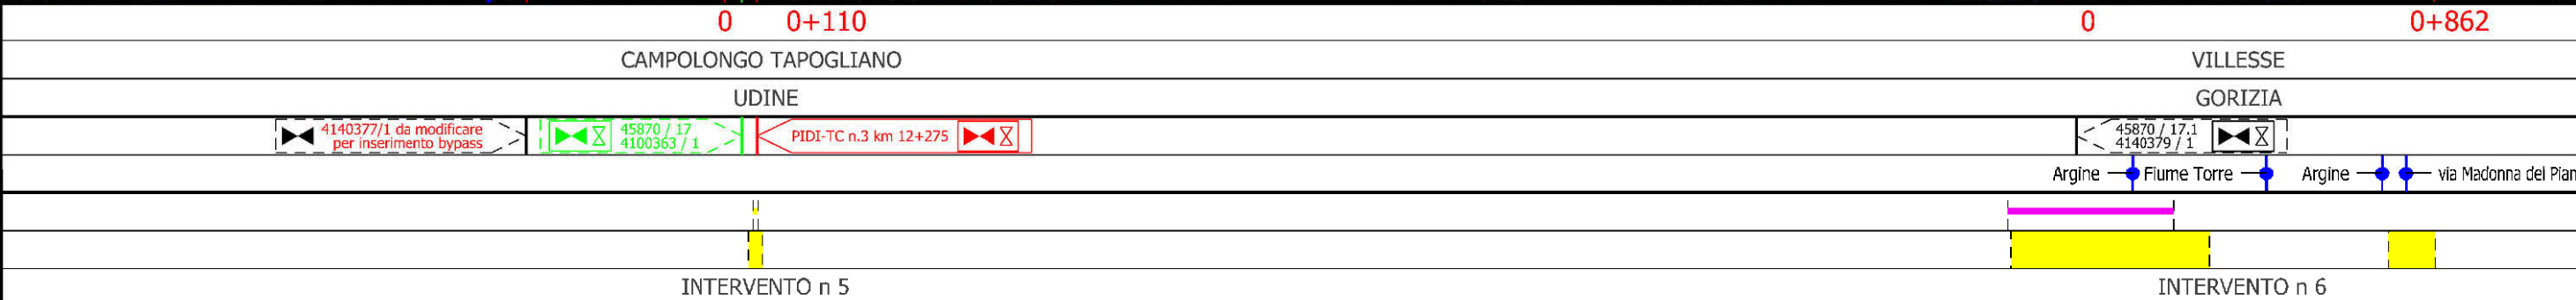 0 0+110 0 0+862
CAMPOLONGO TAPOGLIANO VILLESSE
UDINE GORIZIA
4140377/1 da modificare
per inserimento bypass
45870 / 17
4100363 / 1
PIDI-TC n.3 km 12+275
45870 / 17.1
4140379 / 1
Argine Fiume Torre Argine via Madonna del Pian
INTERVENTO n 5 INTERVENTO n 6